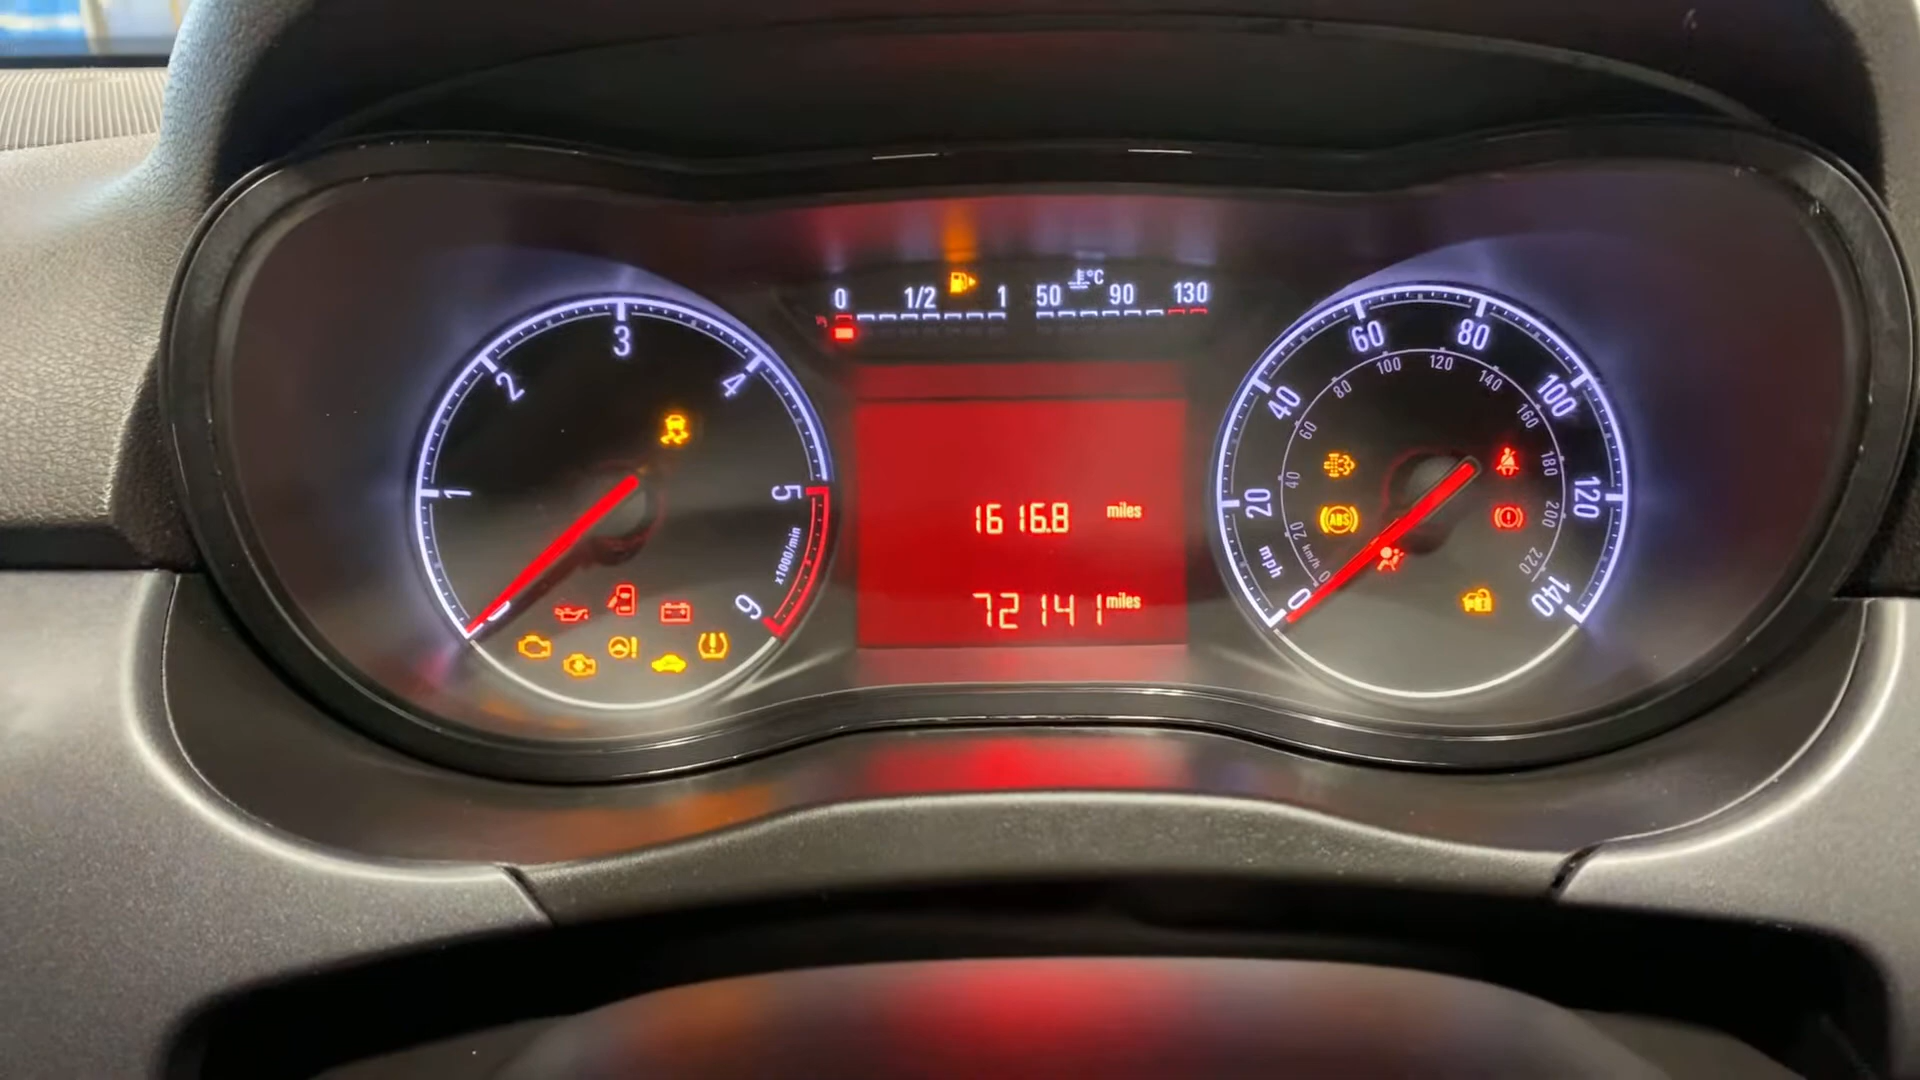 0 1/2 1 50 °C 90 130
1 2 3 4 5 6
x1000/min
1616.8 miles
72141 miles
0 20 40 60 80 100 120 140
mph
0 20 40 60 80 100 120 140 160 180 200 220
km/h
ABS